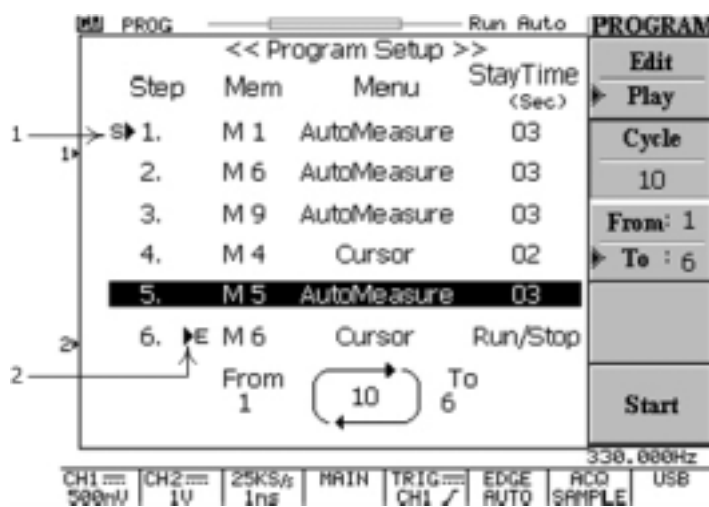 PROG Run Auto PROGRAM
<< Program Setup >>
Step Mem Menu StayTime
(Sec)
Edit
Play
1 S 1. M 1 AutoMeasure 03
1
2. M 6 AutoMeasure 03
3. M 9 AutoMeasure 03
4. M 4 Cursor 02
5. M 5 AutoMeasure 03
2 6. E M 6 Cursor Run/Stop
2
From 10 To
1 6
Cycle
10
From: 1
To : 6
Start
330.000Hz
CH1 CH2 25KS/s MAIN TRIG EDGE ACQ USB
500mV 1V 1ns CH1 AUTO SAMPLE